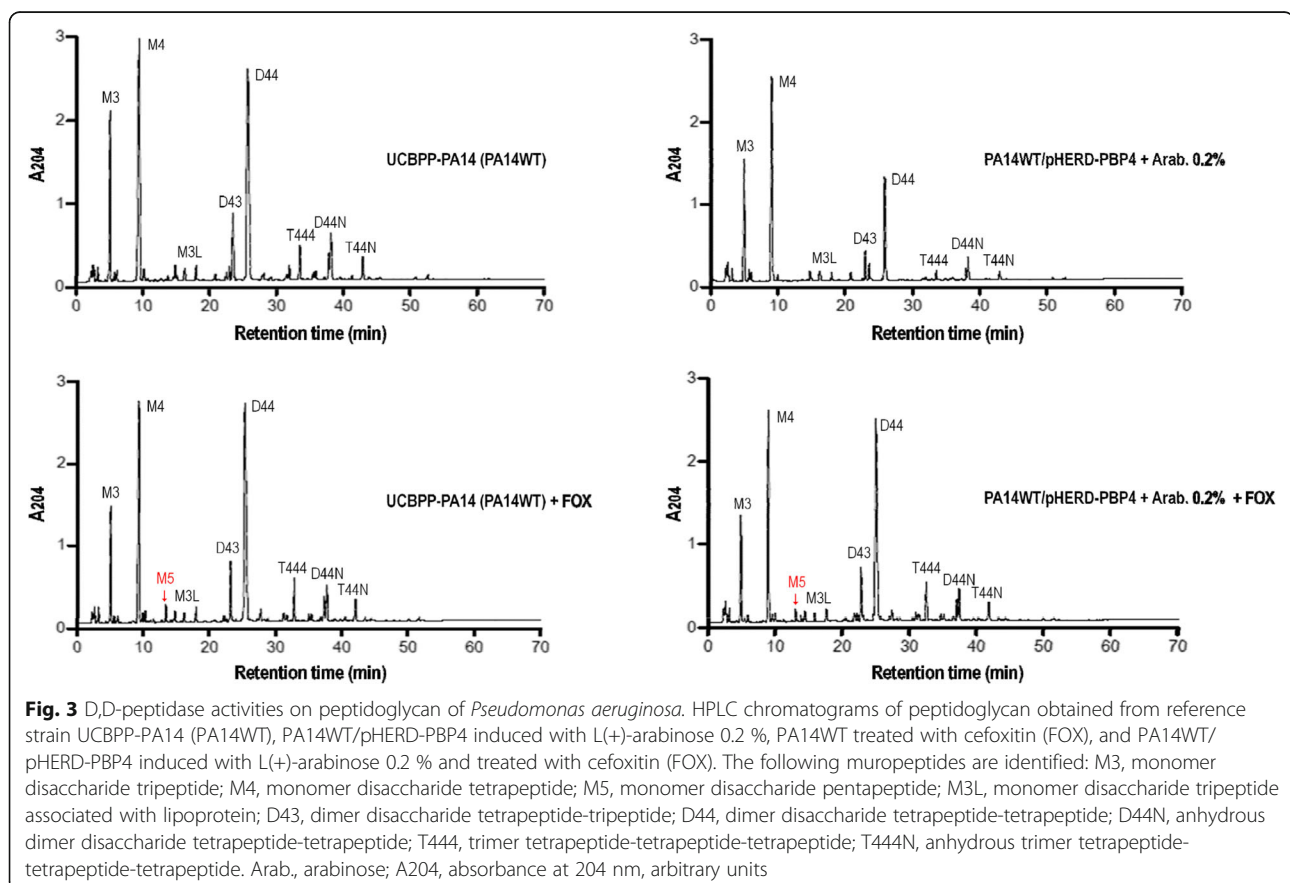 3
2
1
0
A204
M3
M4
M3L
D43
D44
T444
D44N
T44N
UCBPP-PA14 (PA14WT)
0 10 20 30 40 50 60 70
Retention time (min)
3
2
1
0
A204
M3
M4
M3L
D43
D44
T444
D44N
T44N
PA14WT/pHERD-PBP4 + Arab. 0.2%
0 10 20 30 40 50 60 70
Retention time (min)
3
2
1
0
A204
M3
M4
M5
M3L
D43
D44
T444
D44N
T44N
UCBPP-PA14 (PA14WT) + FOX
0 10 20 30 40 50 60 70
Retention time (min)
3
2
1
0
A204
M3
M4
M5
M3L
D43
D44
T444
D44N
T44N
PA14WT/pHERD-PBP4 + Arab. 0.2% + FOX
0 10 20 30 40 50 60 70
Retention time (min)
Fig. 3 D,D-peptidase activities on peptidoglycan of Pseudomonas aeruginosa. HPLC chromatograms of peptidoglycan obtained from reference
strain UCBPP-PA14 (PA14WT), PA14WT/pHERD-PBP4 induced with L(+)-arabinose 0.2 %, PA14WT treated with cefoxitin (FOX), and PA14WT/
pHERD-PBP4 induced with L(+)-arabinose 0.2 % and treated with cefoxitin (FOX). The following muropeptides are identified: M3, monomer
disaccharide tripeptide; M4, monomer disaccharide tetrapeptide; M5, monomer disaccharide pentapeptide; M3L, monomer disaccharide tripeptide
associated with lipoprotein; D43, dimer disaccharide tetrapeptide-tripeptide; D44, dimer disaccharide tetrapeptide-tetrapeptide; D44N, anhydrous
dimer disaccharide tetrapeptide-tetrapeptide; T444, trimer tetrapeptide-tetrapeptide-tetrapeptide; T444N, anhydrous trimer tetrapeptide-
tetrapeptide-tetrapeptide. Arab., arabinose; A204, absorbance at 204 nm, arbitrary units